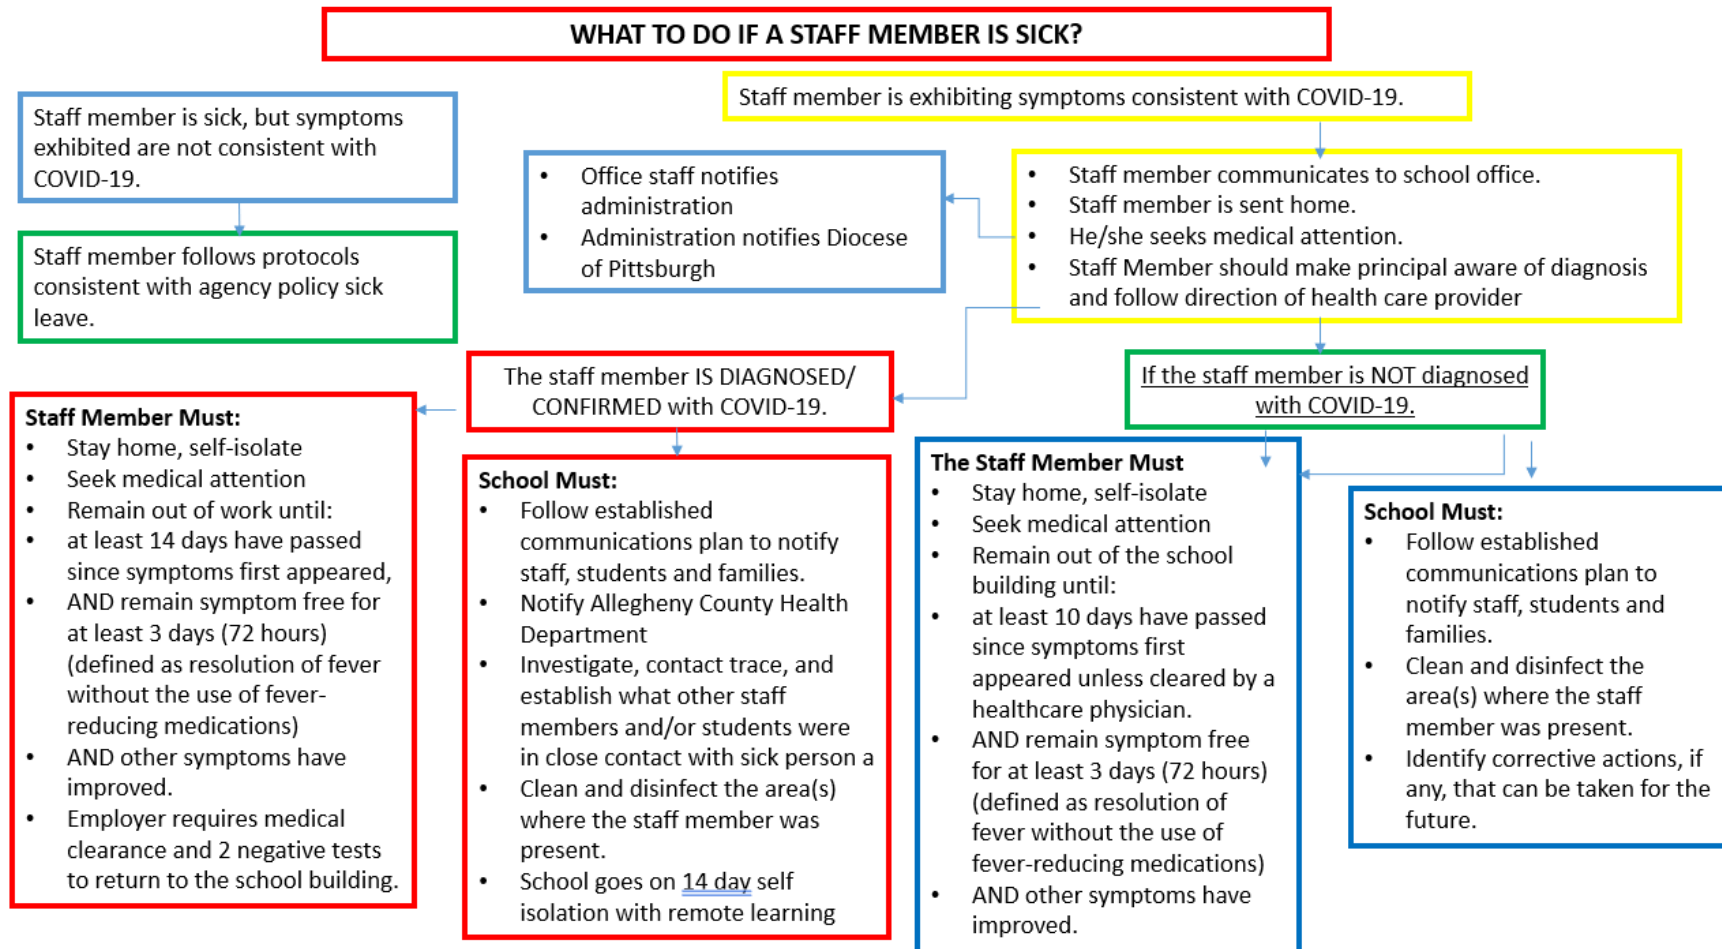 WHAT TO DO IF A STAFF MEMBER IS SICK?
Staff member is sick, but symptoms
exhibited are not consistent with
COVID-19.
Staff member follows protocols
consistent with agency policy sick
leave.
Staff member is exhibiting symptoms consistent with COVID-19.
• Staff member communicates to school office.
• Staff member is sent home.
• He/she seeks medical attention.
• Staff Member should make principal aware of diagnosis
and follow direction of health care provider
• Office staff notifies
administration
• Administration notifies Diocese
of Pittsburgh
The staff member IS DIAGNOSED/
CONFIRMED with COVID-19.
Staff Member Must:
• Stay home, self-isolate
• Seek medical attention
• Remain out of work until:
• at least 14 days have passed
since symptoms first appeared,
• AND remain symptom free for
at least 3 days (72 hours)
(defined as resolution of fever
without the use of fever-
reducing medications)
• AND other symptoms have
improved.
• Employer requires medical
clearance and 2 negative tests
to return to the school building.
School Must:
• Follow established
communications plan to notify
staff, students and families.
• Notify Allegheny County Health
Department
• Investigate, contact trace, and
establish what other staff
members and/or students were
in close contact with sick person a
• Clean and disinfect the area(s)
where the staff member was
present.
• School goes on 14 day self
isolation with remote learning
If the staff member is NOT diagnosed
with COVID-19.
The Staff Member Must
• Stay home, self-isolate
• Seek medical attention
• Remain out of the school
building until:
• at least 10 days have passed
since symptoms first
appeared unless cleared by a
healthcare physician.
• AND remain symptom free
for at least 3 days (72 hours)
(defined as resolution of
fever without the use of
fever-reducing medications)
• AND other symptoms have
improved.
School Must:
• Follow established
communications plan to
notify staff, students and
families.
• Clean and disinfect the
area(s) where the staff
member was present.
• Identify corrective actions, if
any, that can be taken for the
future.